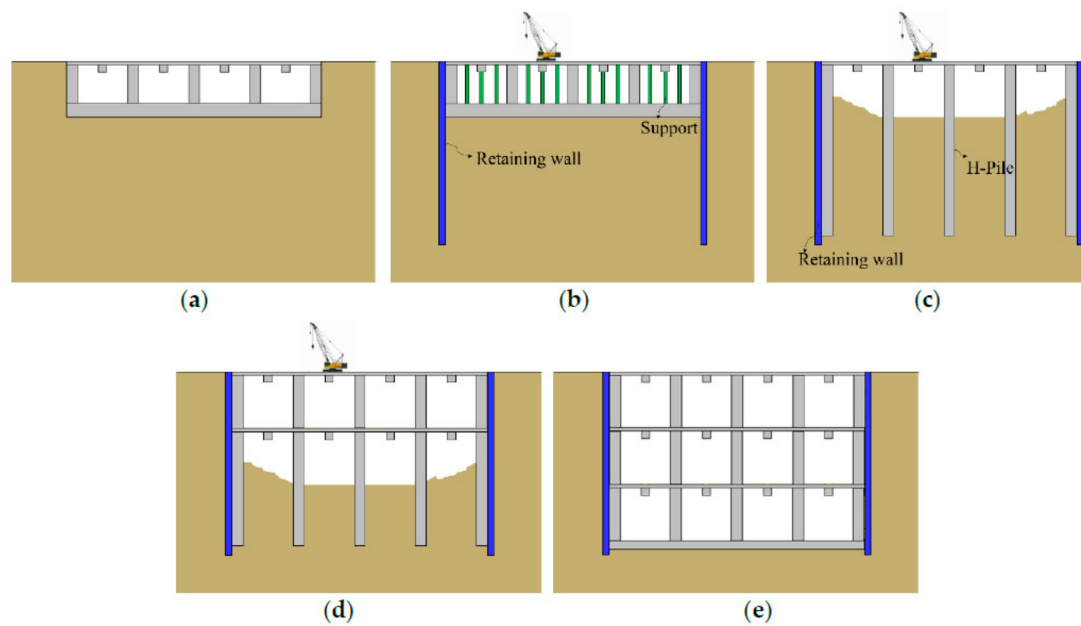 Support
Retaining wall
H-Pile
Retaining wall
(a)
(b)
(c)
(d)
(e)